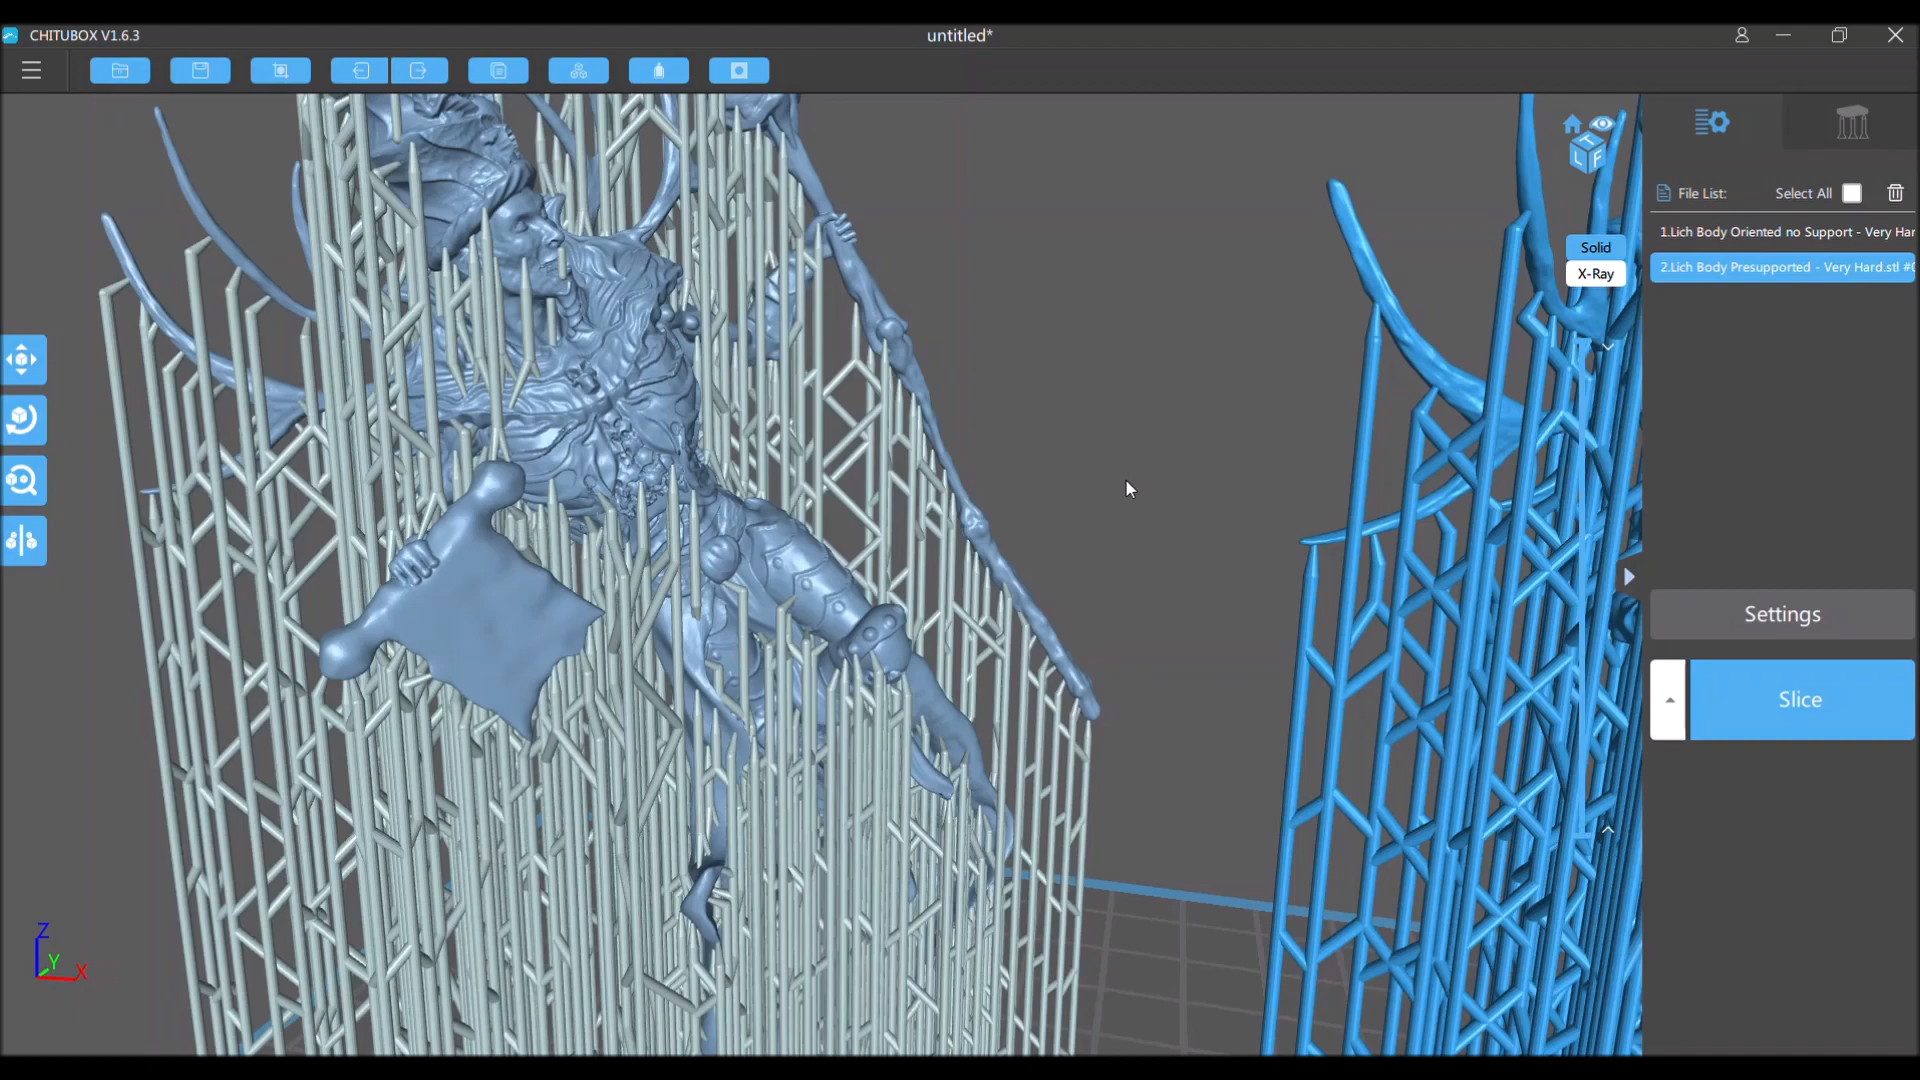 CHITUBOX V1.6.3
untitled*
T
L F
File List:
Select All
Solid
X-Ray
1.Lich Body Oriented no Support - Very Har
2.Lich Body Presupported - Very Hard.stl #0
Settings
Slice
Z
Y
X